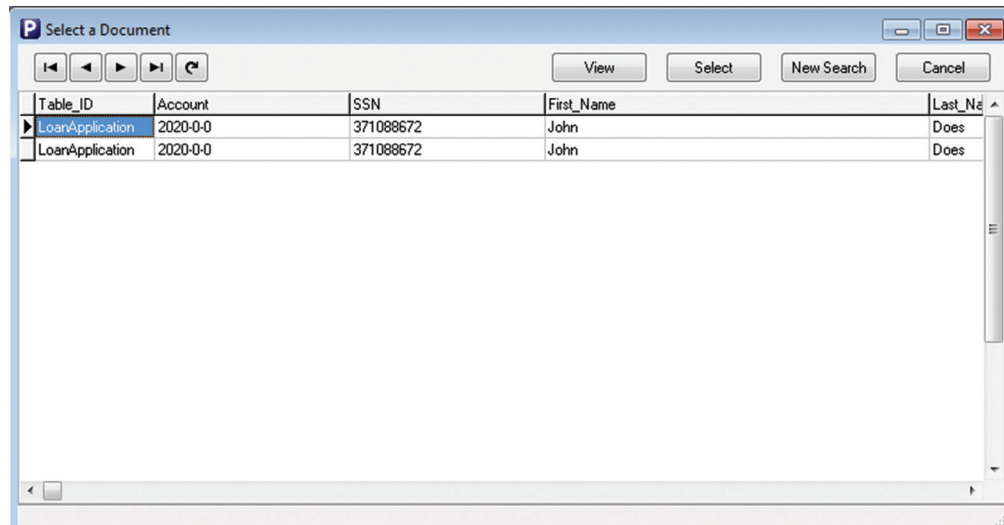 Select a Document
View Select New Search Cancel
Table_ID Account SSN First_Name Last_Na
LoanApplication 2020-0-0 371088672 John Does
LoanApplication 2020-0-0 371088672 John Does